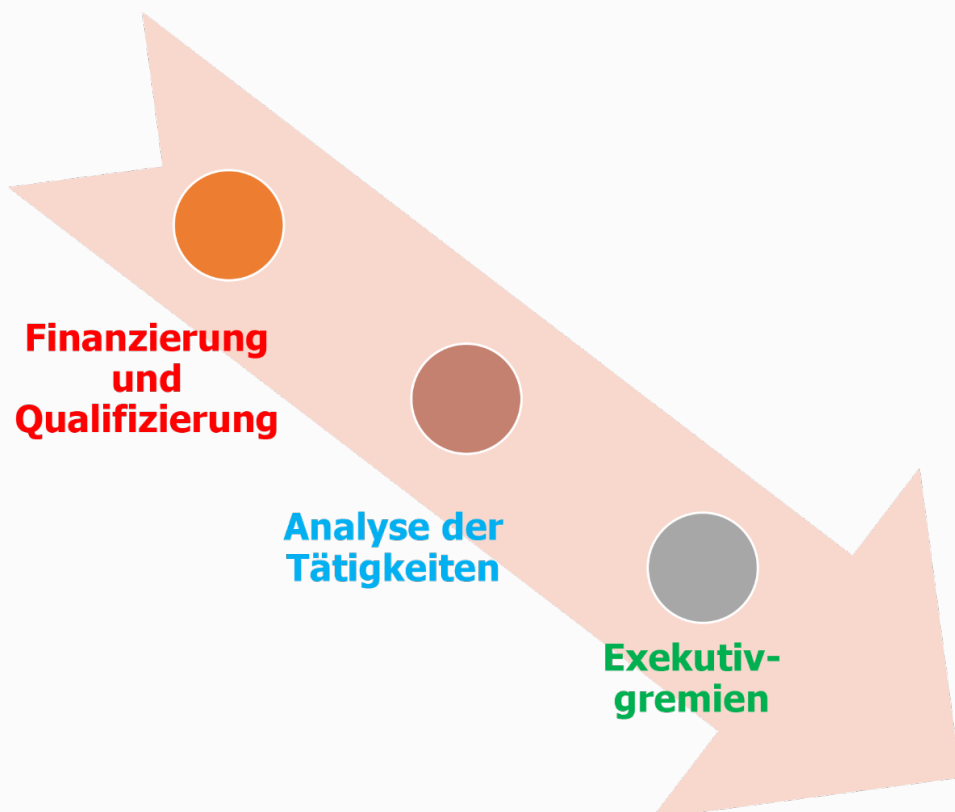 Finanzierung
und
Qualifizierung
Analyse der
Tätigkeiten
Exekutiv-
gremien